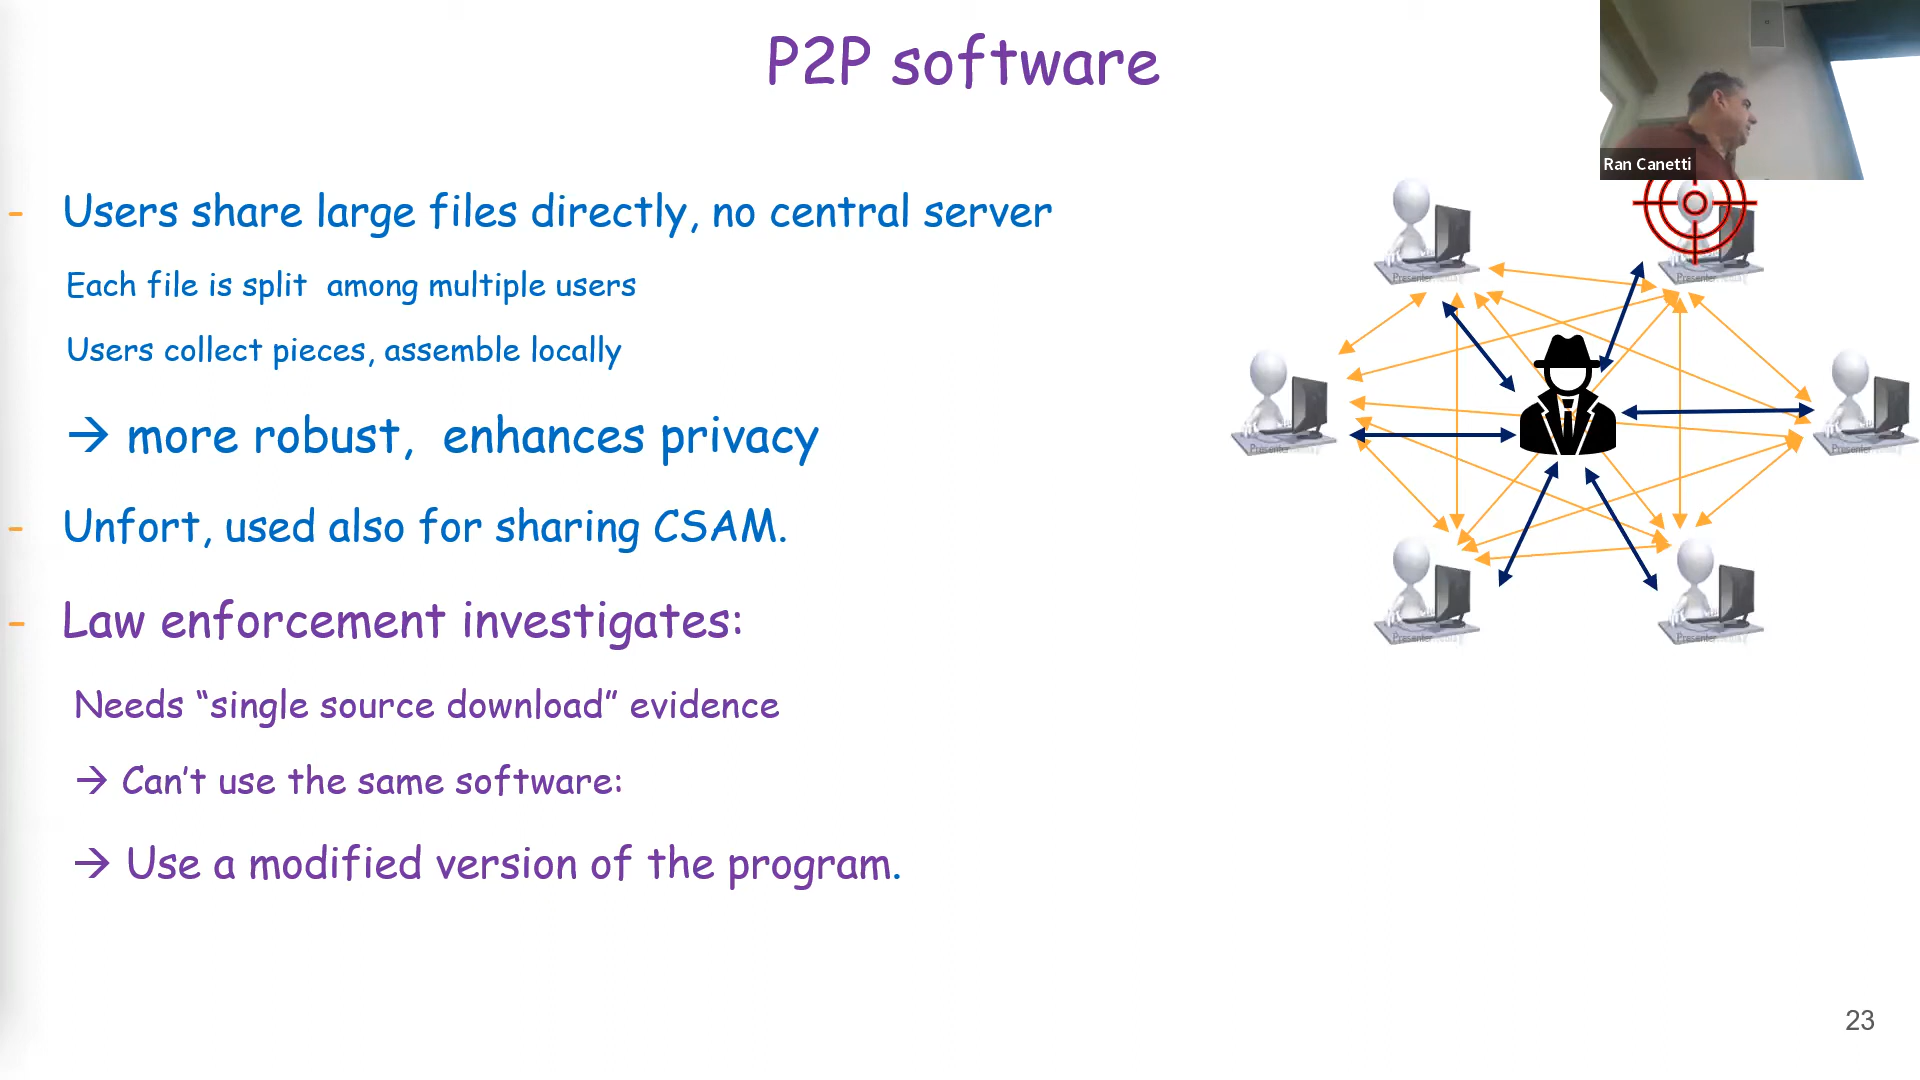 P2P software
Ran Canetti
- Users share large files directly, no central server
Each file is split among multiple users
Users collect pieces, assemble locally
→ more robust, enhances privacy
- Unfort, used also for sharing CSAM.
- Law enforcement investigates:
Needs “single source download” evidence
→ Can’t use the same software:
→ Use a modified version of the program.
23